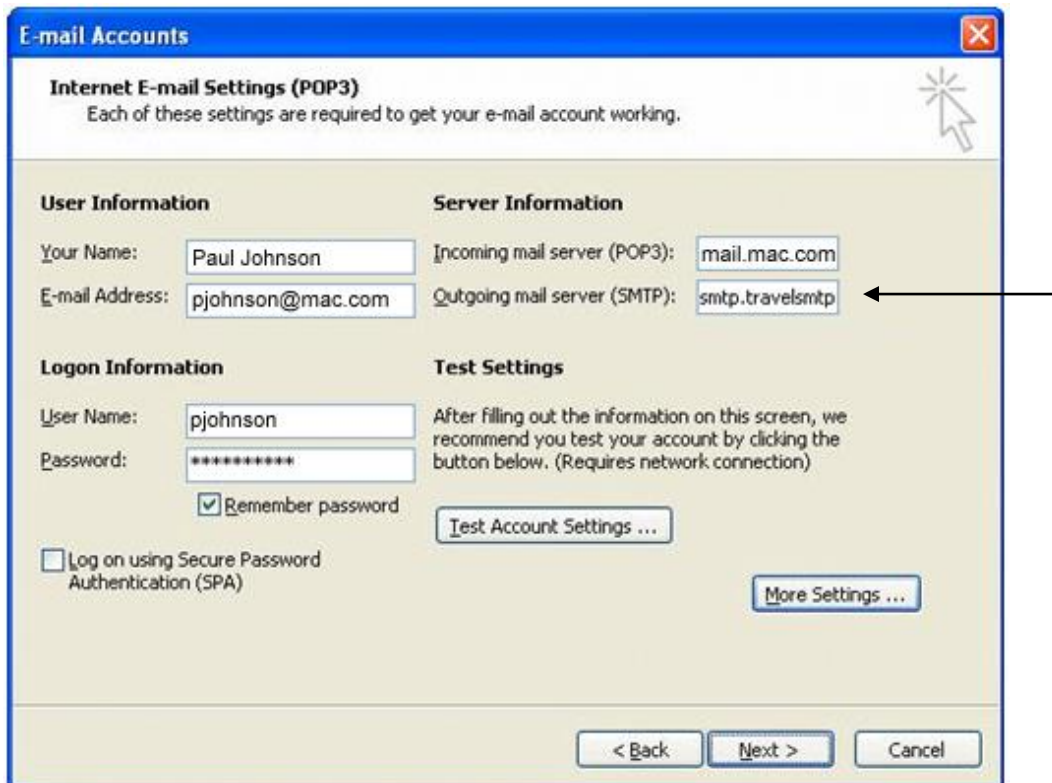 E-mail Accounts
Internet E-mail Settings (POP3)
Each of these settings are required to get your e-mail account working.
User Information
Your Name: Paul Johnson
E-mail Address: pjohnson@mac.com
Server Information
Incoming mail server (POP3): mail.mac.com
Outgoing mail server (SMTP): smtp.travelsmtp
Logon Information
User Name: pjohnson
Password: **********
Remember password
Log on using Secure Password
Authentication (SPA)
Test Settings
After filling out the information on this screen, we
recommend you test your account by clicking the
button below. (Requires network connection)
Test Account Settings ...
More Settings ...
< Back
Next >
Cancel